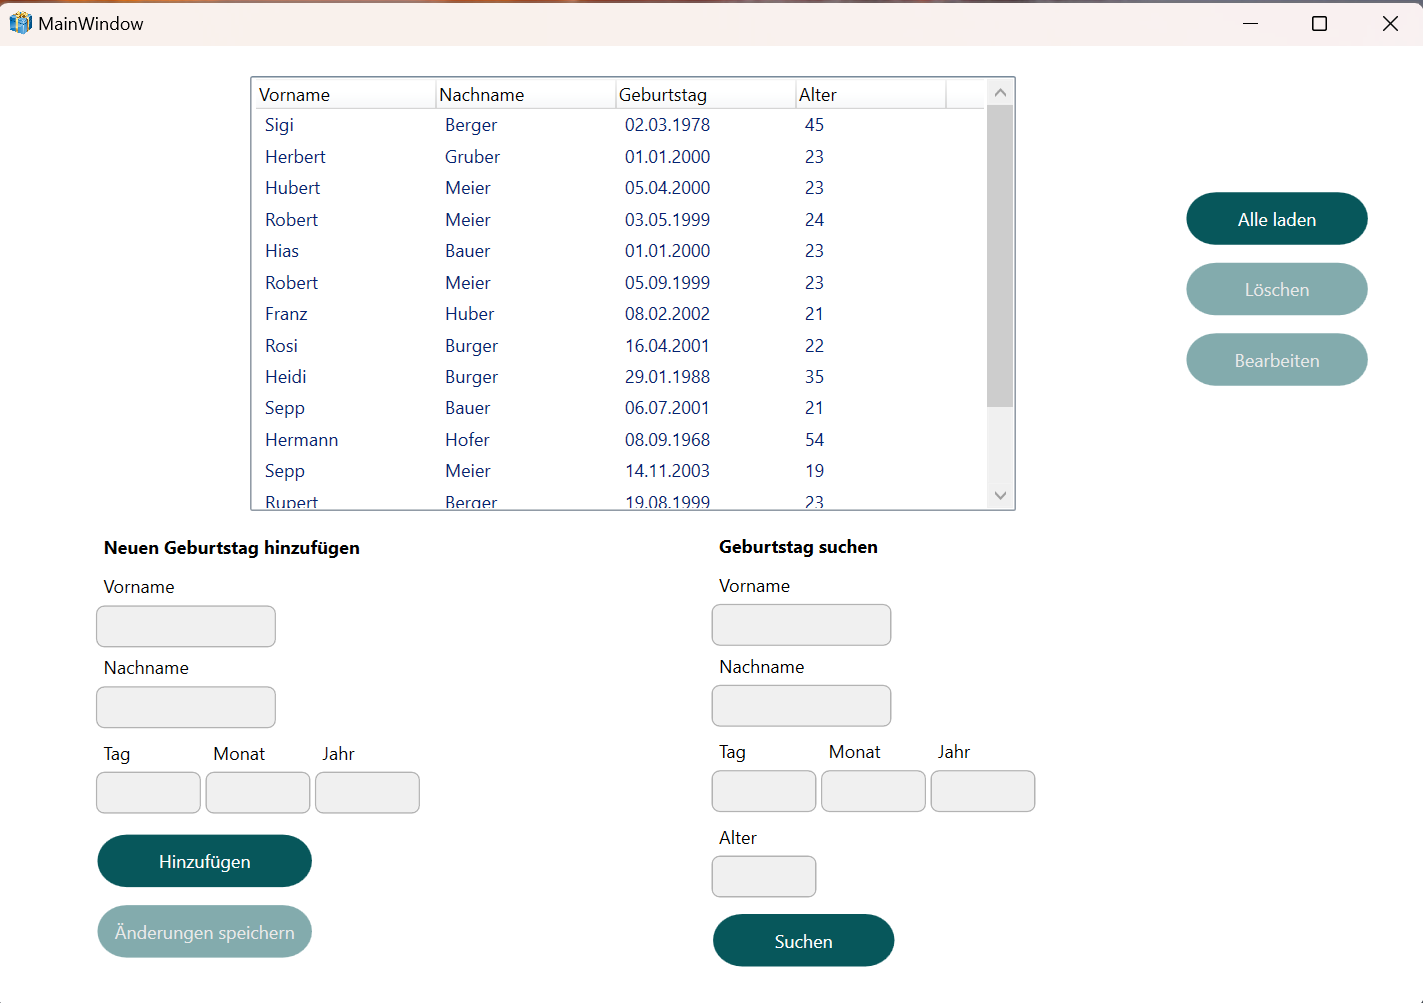 MainWindow
Vorname Nachname Geburtstag Alter
Sigi Berger 02.03.1978 45
Herbert Gruber 01.01.2000 23
Hubert Meier 05.04.2000 23
Robert Meier 03.05.1999 24
Hias Bauer 01.01.2000 23
Robert Meier 05.09.1999 23
Franz Huber 08.02.2002 21
Rosi Burger 16.04.2001 22
Heidi Burger 29.01.1988 35
Sepp Bauer 06.07.2001 21
Hermann Hofer 08.09.1968 54
Sepp Meier 14.11.2003 19
Rupert Berger 19.08.1999 23
Alle laden
Löschen
Bearbeiten
Neuen Geburtstag hinzufügen
Vorname
Nachname
Tag Monat Jahr
Hinzufügen
Änderungen speichern
Geburtstag suchen
Vorname
Nachname
Tag Monat Jahr
Alter
Suchen